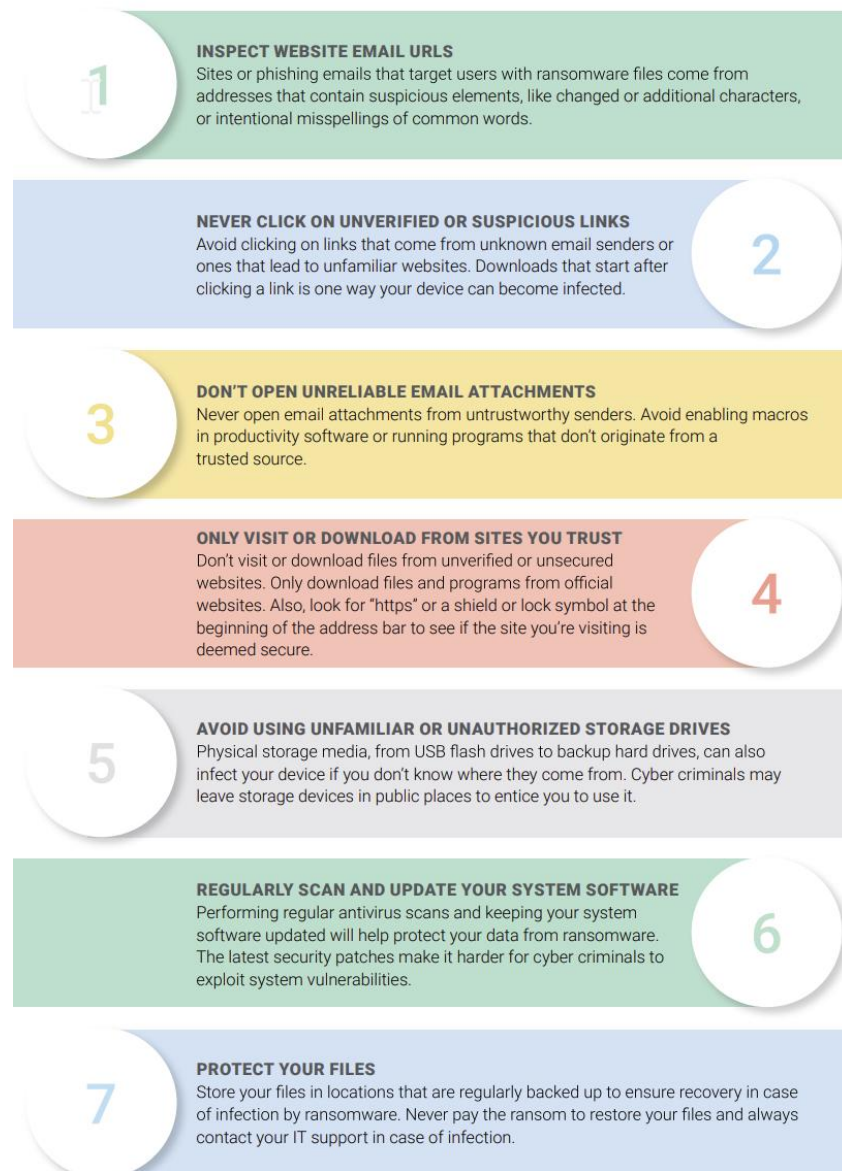 1
INSPECT WEBSITE EMAIL URLS
Sites or phishing emails that target users with ransomware files come from
addresses that contain suspicious elements, like changed or additional characters,
or intentional misspellings of common words.
NEVER CLICK ON UNVERIFIED OR SUSPICIOUS LINKS
Avoid clicking on links that come from unknown email senders or
ones that lead to unfamiliar websites. Downloads that start after
clicking a link is one way your device can become infected.
2
3
DON'T OPEN UNRELIABLE EMAIL ATTACHMENTS
Never open email attachments from untrustworthy senders. Avoid enabling macros
in productivity software or running programs that don't originate from a
trusted source.
ONLY VISIT OR DOWNLOAD FROM SITES YOU TRUST
Don't visit or download files from unverified or unsecured
websites. Only download files and programs from official
websites. Also, look for "https" or a shield or lock symbol at the
beginning of the address bar to see if the site you're visiting is
deemed secure.
4
5
AVOID USING UNFAMILIAR OR UNAUTHORIZED STORAGE DRIVES
Physical storage media, from USB flash drives to backup hard drives, can also
infect your device if you don't know where they come from. Cyber criminals may
leave storage devices in public places to entice you to use it.
REGULARLY SCAN AND UPDATE YOUR SYSTEM SOFTWARE
Performing regular antivirus scans and keeping your system
software updated will help protect your data from ransomware.
The latest security patches make it harder for cyber criminals to
exploit system vulnerabilities.
6
7
PROTECT YOUR FILES
Store your files in locations that are regularly backed up to ensure recovery in case
of infection by ransomware. Never pay the ransom to restore your files and always
contact your IT support in case of infection.